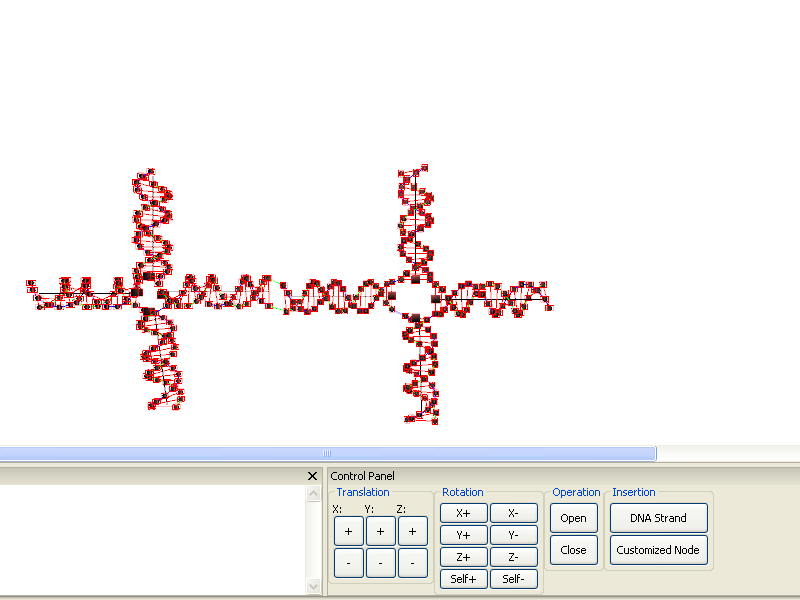 Control Panel
Translation
X: Y: Z:
+ + +
- - -
Rotation
X+ X-
Y+ Y-
Z+ Z-
Self+ Self-
Operation
Open
Close
Insertion
DNA Strand
Customized Node